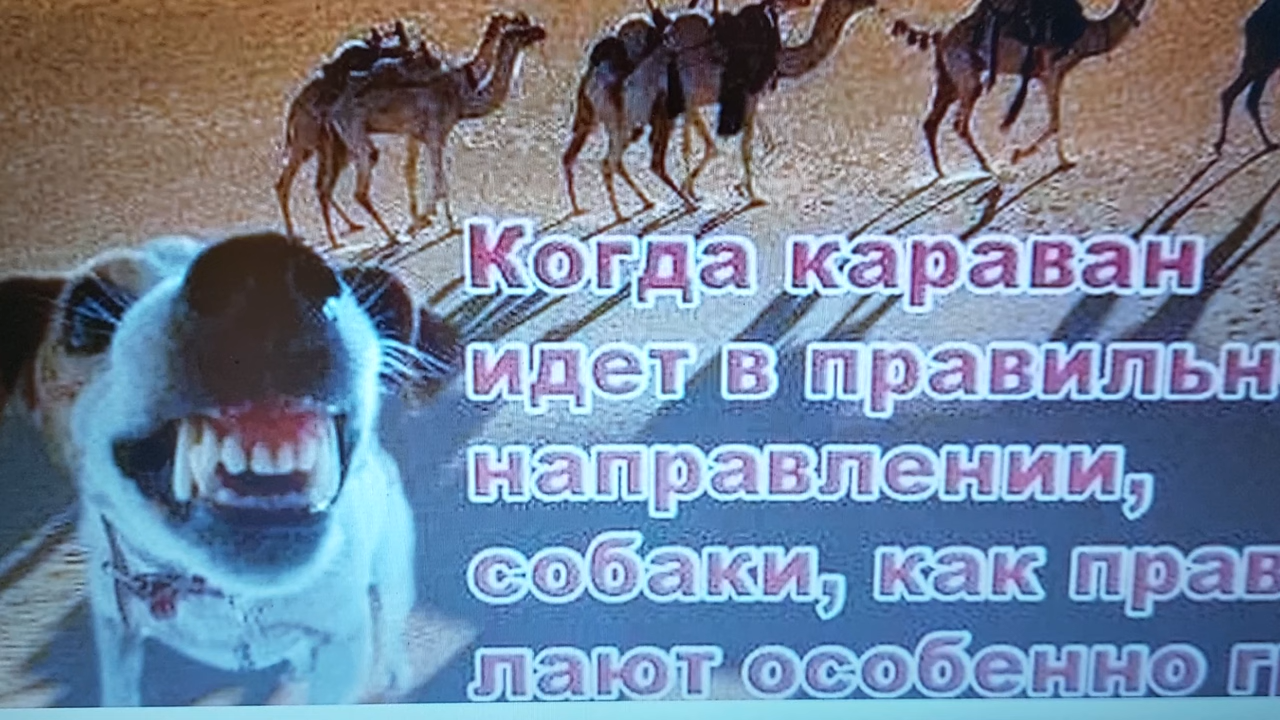 Когда караван
идет в правильн
направлении,
собаки, как прав
лают особенно г